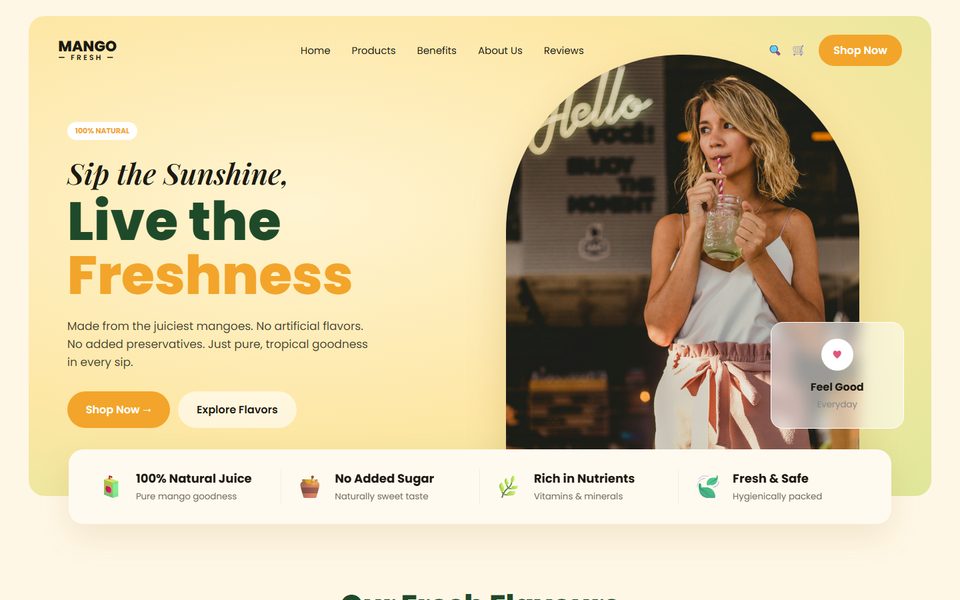 MANGO
FRESH
Home Products Benefits About Us Reviews
Shop Now
100% NATURAL
Sip the Sunshine,
Live the
Freshness
Made from the juiciest mangoes. No artificial flavors.
No added preservatives. Just pure, tropical goodness
in every sip.
Shop Now →
Explore Flavors
Hello
VOCÊ!
ENJOY
THE
MOMENT
Feel Good
Everyday
100% Natural Juice
Pure mango goodness
No Added Sugar
Naturally sweet taste
Rich in Nutrients
Vitamins & minerals
Fresh & Safe
Hygienically packed
Our Fresh Flavours